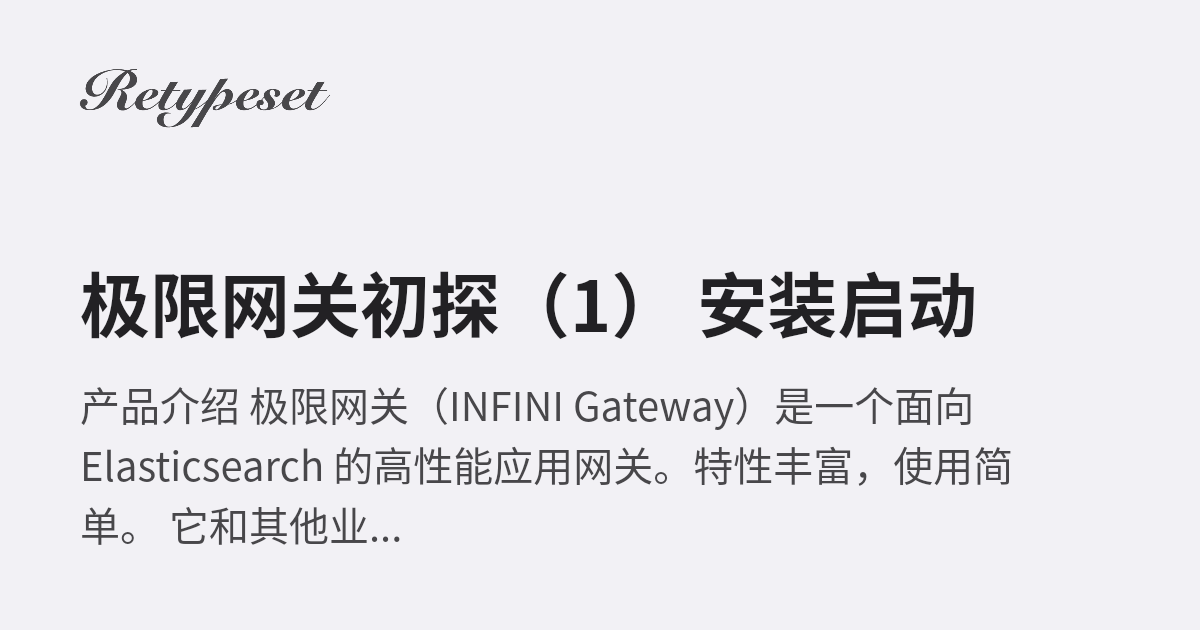 Retypeset
极限网关初探（1） 安装启动
产品介绍 极限网关（INFINI Gateway）是一个面向
Elasticsearch 的高性能应用网关。特性丰富，使用简
单。 它和其他业...